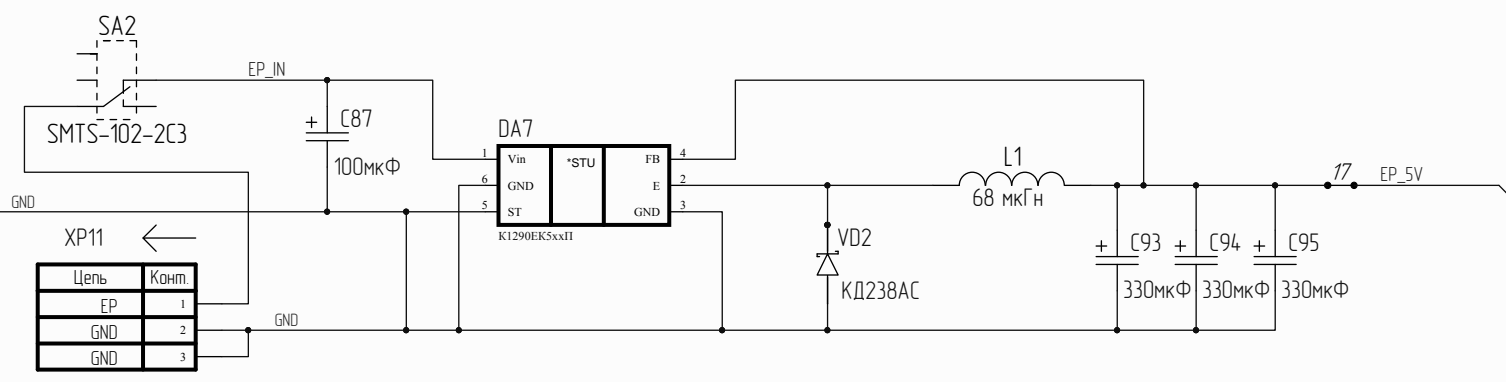 SA2
SMTS-102-2C3
EP_IN
+ C87
100мкФ
GND
XP11
Цепь Конт.
EP 1
GND 2
GND 3
GND
DA7
1 Vin *STU FB 4
6 GND E 2
5 ST GND 3
К1290ЕК5ххП
L1
68 мкГн
VD2
КД238АС
+ C93 + C94 + C95
330мкФ 330мкФ 330мкФ
17 EP_5V